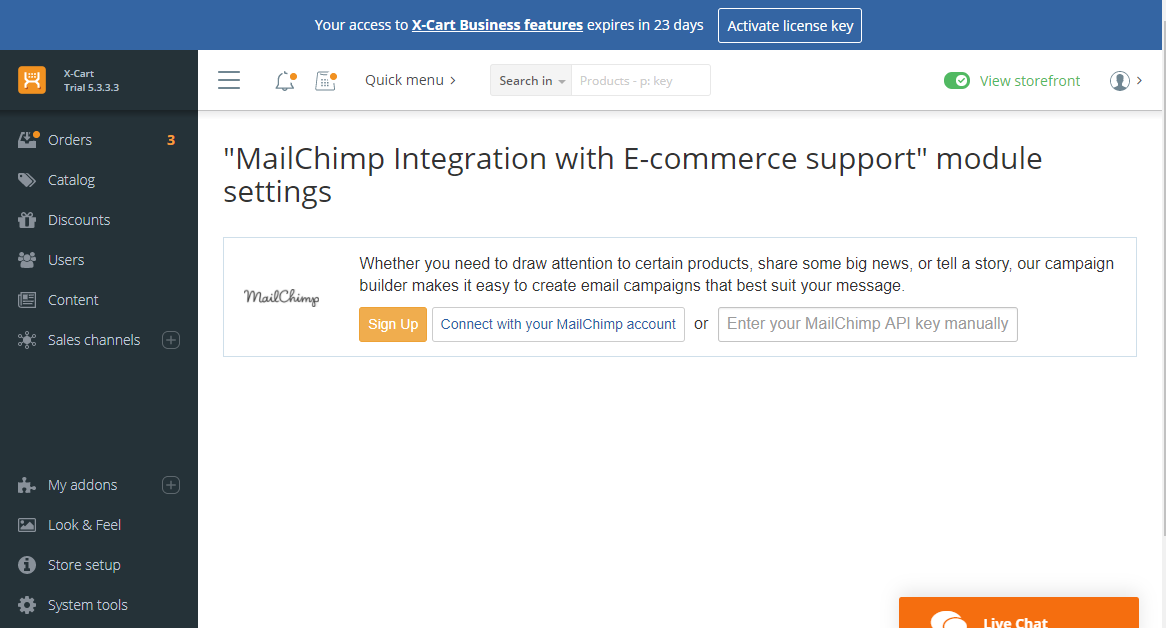 Your access to X-Cart Business features expires in 23 days
Activate license key
X-Cart
Trial 5.3.3.3
Quick menu
Search in
Products - p: key
View storefront
Orders 3
Catalog
Discounts
Users
Content
Sales channels
My addons
Look & Feel
Store setup
System tools
"MailChimp Integration with E-commerce support" module
settings
MailChimp
Whether you need to draw attention to certain products, share some big news, or tell a story, our campaign
builder makes it easy to create email campaigns that best suit your message.
Sign Up Connect with your MailChimp account or Enter your MailChimp API key manually
Live Chat